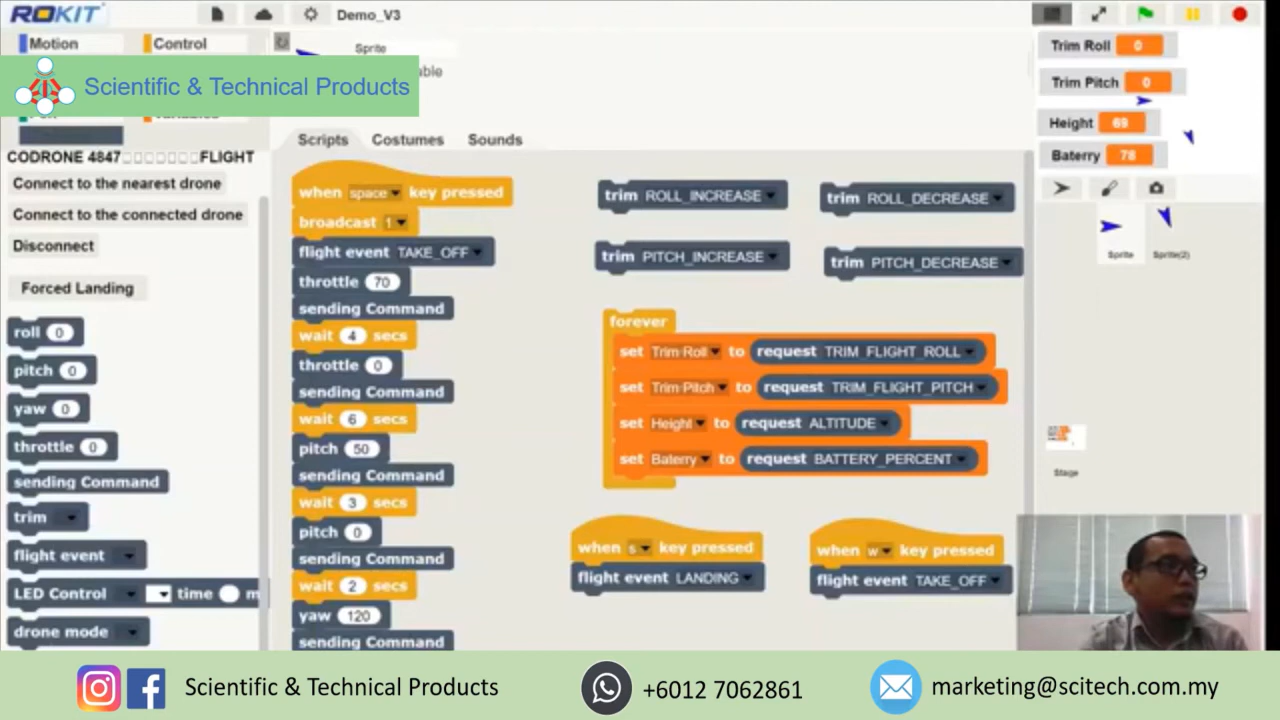 ROKIT
Demo_V3
Motion
Control
Sprite
Scientific & Technical Products
Scripts
Costumes
Sounds
CODRONE 4847□□□□□□□FLIGHT
Connect to the nearest drone
Connect to the connected drone
Disconnect
Forced Landing
roll 0
pitch 0
yaw 0
throttle 0
sending Command
trim
flight event
LED Control time
drone mode
when space key pressed
broadcast 1
flight event TAKE_OFF
throttle 70
sending Command
wait 4 secs
throttle 0
sending Command
wait 6 secs
pitch 50
sending Command
wait 3 secs
pitch 0
sending Command
wait 2 secs
yaw 120
sending Command
trim ROLL_INCREASE
trim ROLL_DECREASE
trim PITCH_INCREASE
trim PITCH_DECREASE
forever
set Trim Roll to request TRIM_FLIGHT_ROLL
set Trim Pitch to request TRIM_FLIGHT_PITCH
set Height to request ALTITUDE
set Baterry to request BATTERY_PERCENT
when s key pressed
flight event LANDING
when w key pressed
flight event TAKE_OFF
Trim Roll 0
Trim Pitch 0
Height 69
Baterry 78
Sprite
Sprite(2)
Stage
Scientific & Technical Products
+6012 7062861
marketing@scitech.com.my